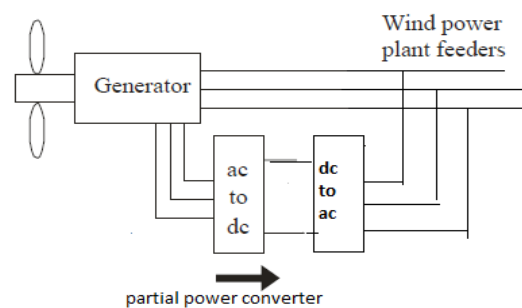 Wind power
plant feeders
Generator
ac
to
dc
dc
to
ac
partial power converter